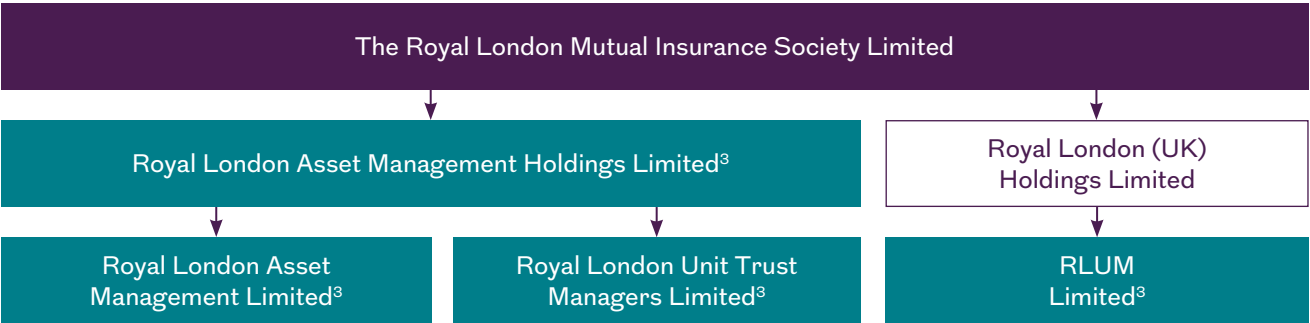 The Royal London Mutual Insurance Society Limited
Royal London Asset Management Holdings Limited³
Royal London (UK)
Holdings Limited
Royal London Asset
Management Limited³
Royal London Unit Trust
Managers Limited³
RLUM
Limited³